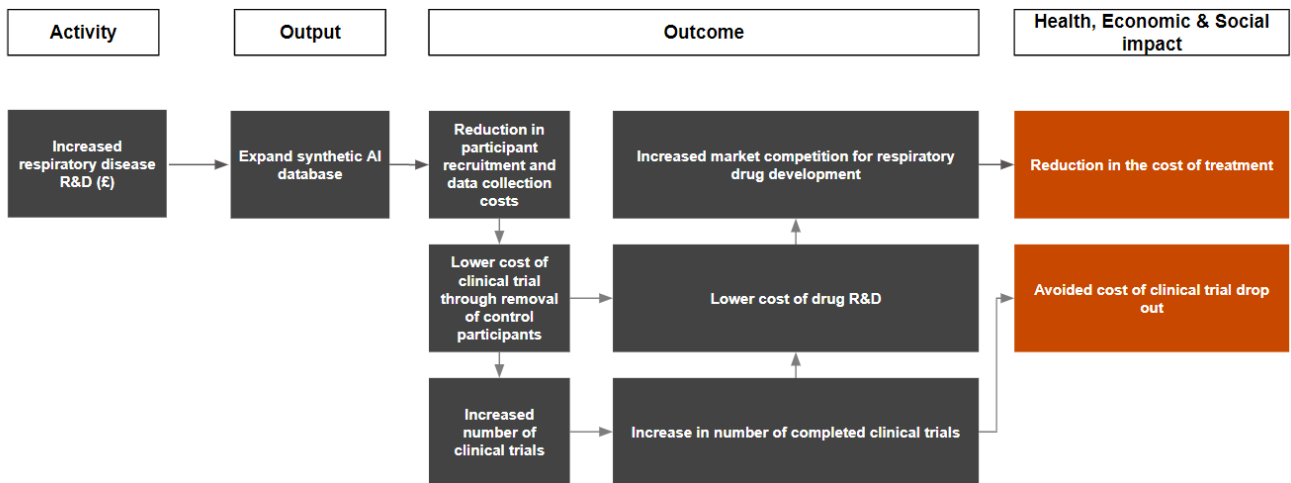 Activity
Output
Outcome
Health, Economic & Social
impact
Increased
respiratory disease
R&D (£)
Expand synthetic AI
database
Reduction in
participant
recruitment and
data collection
costs
Increased market competition for respiratory
drug development
Reduction in the cost of treatment
Lower cost of
clinical trial
through removal
of control
participants
Lower cost of drug R&D
Avoided cost of clinical trial drop
out
Increased
number of
clinical trials
Increase in number of completed clinical trials